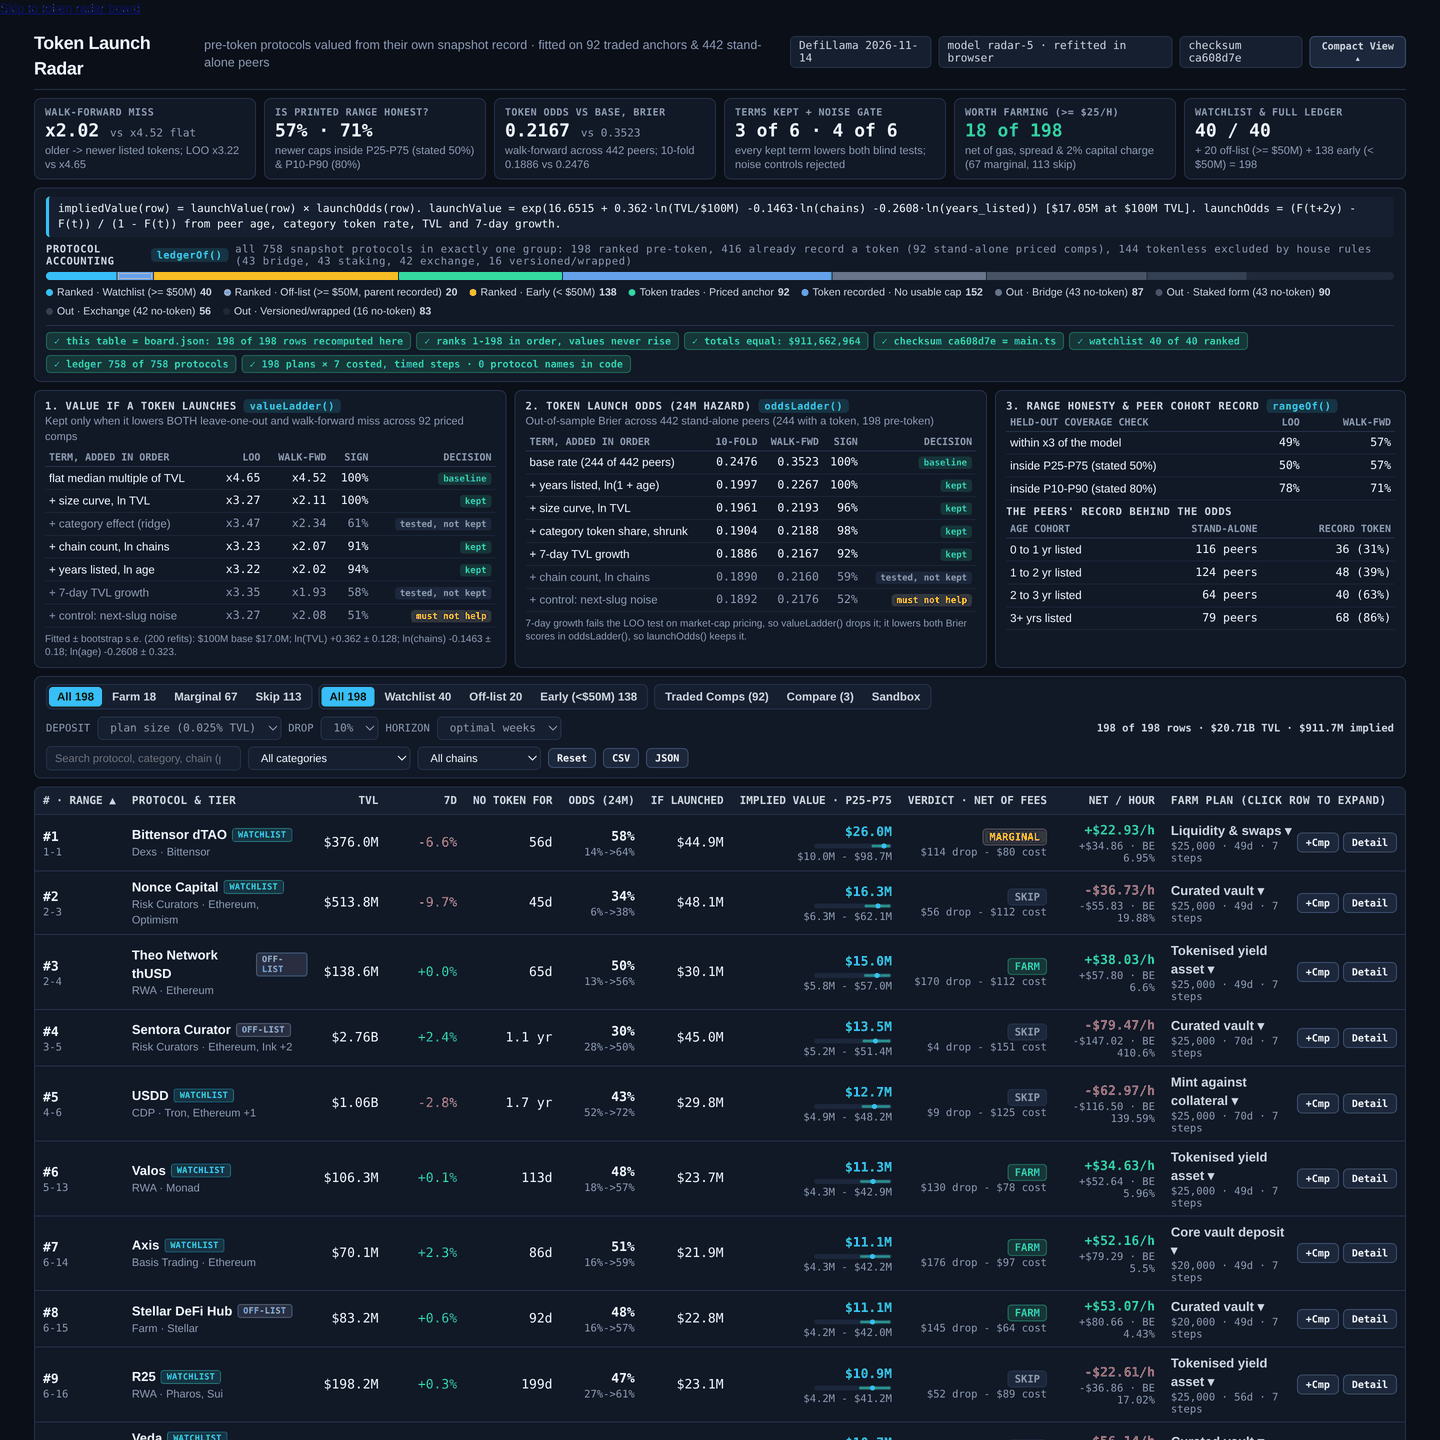 Skip to token radar board
Token Launch Radar
pre-token protocols valued from their own snapshot record · fitted on 92 traded anchors & 442 stand-alone peers
DefiLlama 2026-11-14
model radar-5 · refitted in browser
checksum ca608d7e
Compact View ▴
WALK-FORWARD MISS
x2.02 vs x4.52 flat
older -> newer listed tokens; LOO x3.22 vs x4.65
IS PRINTED RANGE HONEST?
57% · 71%
newer caps inside P25-P75 (stated 50%) & P10-P90 (80%)
TOKEN ODDS VS BASE, BRIER
0.2167 vs 0.3523
walk-forward across 442 peers; 10-fold 0.1886 vs 0.2476
TERMS KEPT + NOISE GATE
3 of 6 · 4 of 6
every kept term lowers both blind tests; noise controls rejected
WORTH FARMING (>= $25/H)
18 of 198
net of gas, spread & 2% capital charge (67 marginal, 113 skip)
WATCHLIST & FULL LEDGER
40 / 40
+ 20 off-list (>= $50M) + 138 early (< $50M) = 198
impliedValue(row) = launchValue(row) × launchOdds(row). launchValue = exp(16.6515 + 0.362·ln(TVL/$100M) -0.1463·ln(chains) -0.2608·ln(years_listed)) [$17.05M at $100M TVL]. launchOdds = (F(t+2y) - F(t)) / (1 - F(t)) from peer age, category token rate, TVL and 7-day growth.
PROTOCOL ACCOUNTING ledgerOf() all 758 snapshot protocols in exactly one group: 198 ranked pre-token, 416 already record a token (92 stand-alone priced comps), 144 tokenless excluded by house rules (43 bridge, 43 staking, 42 exchange, 16 versioned/wrapped)
Ranked · Watchlist (>= $50M) 40 Ranked · Off-list (>= $50M, parent recorded) 20 Ranked · Early (< $50M) 138 Token trades · Priced anchor 92 Token recorded · No usable cap 152 Out · Bridge (43 no-token) 87 Out · Staked form (43 no-token) 90
Out · Exchange (42 no-token) 56 Out · Versioned/wrapped (16 no-token) 83
✓ this table = board.json: 198 of 198 rows recomputed here ✓ ranks 1-198 in order, values never rise ✓ totals equal: $911,662,964 ✓ checksum ca608d7e = main.ts ✓ watchlist 40 of 40 ranked
✓ ledger 758 of 758 protocols ✓ 198 plans × 7 costed, timed steps · 0 protocol names in code
1. VALUE IF A TOKEN LAUNCHES valueLadder()
Kept only when it lowers BOTH leave-one-out and walk-forward miss across 92 priced comps
TERM, ADDED IN ORDER LOO WALK-FWD SIGN DECISION
flat median multiple of TVL x4.65 x4.52 100% baseline
+ size curve, ln TVL x3.27 x2.11 100% kept
+ category effect (ridge) x3.47 x2.34 61% tested, not kept
+ chain count, ln chains x3.23 x2.07 91% kept
+ years listed, ln age x3.22 x2.02 94% kept
+ 7-day TVL growth x3.35 x1.93 58% tested, not kept
+ control: next-slug noise x3.27 x2.08 51% must not help
Fitted ± bootstrap s.e. (200 refits): $100M base $17.0M; ln(TVL) +0.362 ± 0.128; ln(chains) -0.1463 ± 0.18; ln(age) -0.2608 ± 0.323.
2. TOKEN LAUNCH ODDS (24M HAZARD) oddsLadder()
Out-of-sample Brier across 442 stand-alone peers (244 with a token, 198 pre-token)
TERM, ADDED IN ORDER 10-FOLD WALK-FWD SIGN DECISION
base rate (244 of 442 peers) 0.2476 0.3523 100% baseline
+ years listed, ln(1 + age) 0.1997 0.2267 100% kept
+ size curve, ln TVL 0.1961 0.2193 96% kept
+ category token share, shrunk 0.1904 0.2188 98% kept
+ 7-day TVL growth 0.1886 0.2167 92% kept
+ chain count, ln chains 0.1890 0.2160 59% tested, not kept
+ control: next-slug noise 0.1892 0.2176 52% must not help
7-day growth fails the LOO test on market-cap pricing, so valueLadder() drops it; it lowers both Brier scores in oddsLadder(), so launchOdds() keeps it.
3. RANGE HONESTY & PEER COHORT RECORD rangeOf()
HELD-OUT COVERAGE CHECK LOO WALK-FWD
within x3 of the model 49% 57%
inside P25-P75 (stated 50%) 50% 57%
inside P10-P90 (stated 80%) 78% 71%
THE PEERS' RECORD BEHIND THE ODDS
AGE COHORT STAND-ALONE RECORD TOKEN
0 to 1 yr listed 116 peers 36 (31%)
1 to 2 yr listed 124 peers 48 (39%)
2 to 3 yr listed 64 peers 40 (63%)
3+ yrs listed 79 peers 68 (86%)
All 198 Farm 18 Marginal 67 Skip 113 All 198 Watchlist 40 Off-list 20 Early (<$50M) 138 Traded Comps (92) Compare (3) Sandbox
DEPOSIT plan size (0.025% TVL) DROP 10% HORIZON optimal weeks 198 of 198 rows · $20.71B TVL · $911.7M implied
Search protocol, category, chain (p All categories All chains Reset CSV JSON
# · RANGE ▲ PROTOCOL & TIER TVL 7D NO TOKEN FOR ODDS (24M) IF LAUNCHED IMPLIED VALUE · P25-P75 VERDICT · NET OF FEES NET / HOUR FARM PLAN (CLICK ROW TO EXPAND)
#1 1-1 Bittensor dTAO WATCHLIST Dexs · Bittensor $376.0M -6.6% 56d 58% 14%->64% $44.9M $26.0M $10.0M - $98.7M MARGINAL $114 drop - $80 cost +$22.93/h +$34.86 · BE 6.95% Liquidity & swaps ▾ $25,000 · 49d · 7 steps +Cmp Detail
#2 2-3 Nonce Capital WATCHLIST Risk Curators · Ethereum, Optimism $513.8M -9.7% 45d 34% 6%->38% $48.1M $16.3M $6.3M - $62.1M SKIP $56 drop - $112 cost -$36.73/h -$55.83 · BE 19.88% Curated vault ▾ $25,000 · 49d · 7 steps +Cmp Detail
#3 2-4 Theo Network thUSD OFF-LIST RWA · Ethereum $138.6M +0.0% 65d 50% 13%->56% $30.1M $15.0M $5.8M - $57.0M FARM $170 drop - $112 cost +$38.03/h +$57.80 · BE 6.6% Tokenised yield asset ▾ $25,000 · 49d · 7 steps +Cmp Detail
#4 3-5 Sentora Curator OFF-LIST Risk Curators · Ethereum, Ink +2 $2.76B +2.4% 1.1 yr 30% 28%->50% $45.0M $13.5M $5.2M - $51.4M SKIP $4 drop - $151 cost -$79.47/h -$147.02 · BE 410.6% Curated vault ▾ $25,000 · 70d · 7 steps +Cmp Detail
#5 4-6 USDD WATCHLIST CDP · Tron, Ethereum +1 $1.06B -2.8% 1.7 yr 43% 52%->72% $29.8M $12.7M $4.9M - $48.2M SKIP $9 drop - $125 cost -$62.97/h -$116.50 · BE 139.59% Mint against collateral ▾ $25,000 · 70d · 7 steps +Cmp Detail
#6 5-13 Valos WATCHLIST RWA · Monad $106.3M +0.1% 113d 48% 18%->57% $23.7M $11.3M $4.3M - $42.9M FARM $130 drop - $78 cost +$34.63/h +$52.64 · BE 5.96% Tokenised yield asset ▾ $25,000 · 49d · 7 steps +Cmp Detail
#7 6-14 Axis WATCHLIST Basis Trading · Ethereum $70.1M +2.3% 86d 51% 16%->59% $21.9M $11.1M $4.3M - $42.2M FARM $176 drop - $97 cost +$52.16/h +$79.29 · BE 5.5% Core vault deposit ▾ $20,000 · 49d · 7 steps +Cmp Detail
#8 6-15 Stellar DeFi Hub OFF-LIST Farm · Stellar $83.2M +0.6% 92d 48% 16%->57% $22.8M $11.1M $4.2M - $42.0M FARM $145 drop - $64 cost +$53.07/h +$80.66 · BE 4.43% Curated vault ▾ $20,000 · 49d · 7 steps +Cmp Detail
#9 6-16 R25 WATCHLIST RWA · Pharos, Sui $198.2M +0.3% 199d 47% 27%->61% $23.1M $10.9M $4.2M - $41.2M SKIP $52 drop - $89 cost -$22.61/h -$36.86 · BE 17.02% Tokenised yield asset ▾ $25,000 · 56d · 7 steps +Cmp Detail
Veda WATCHLIST